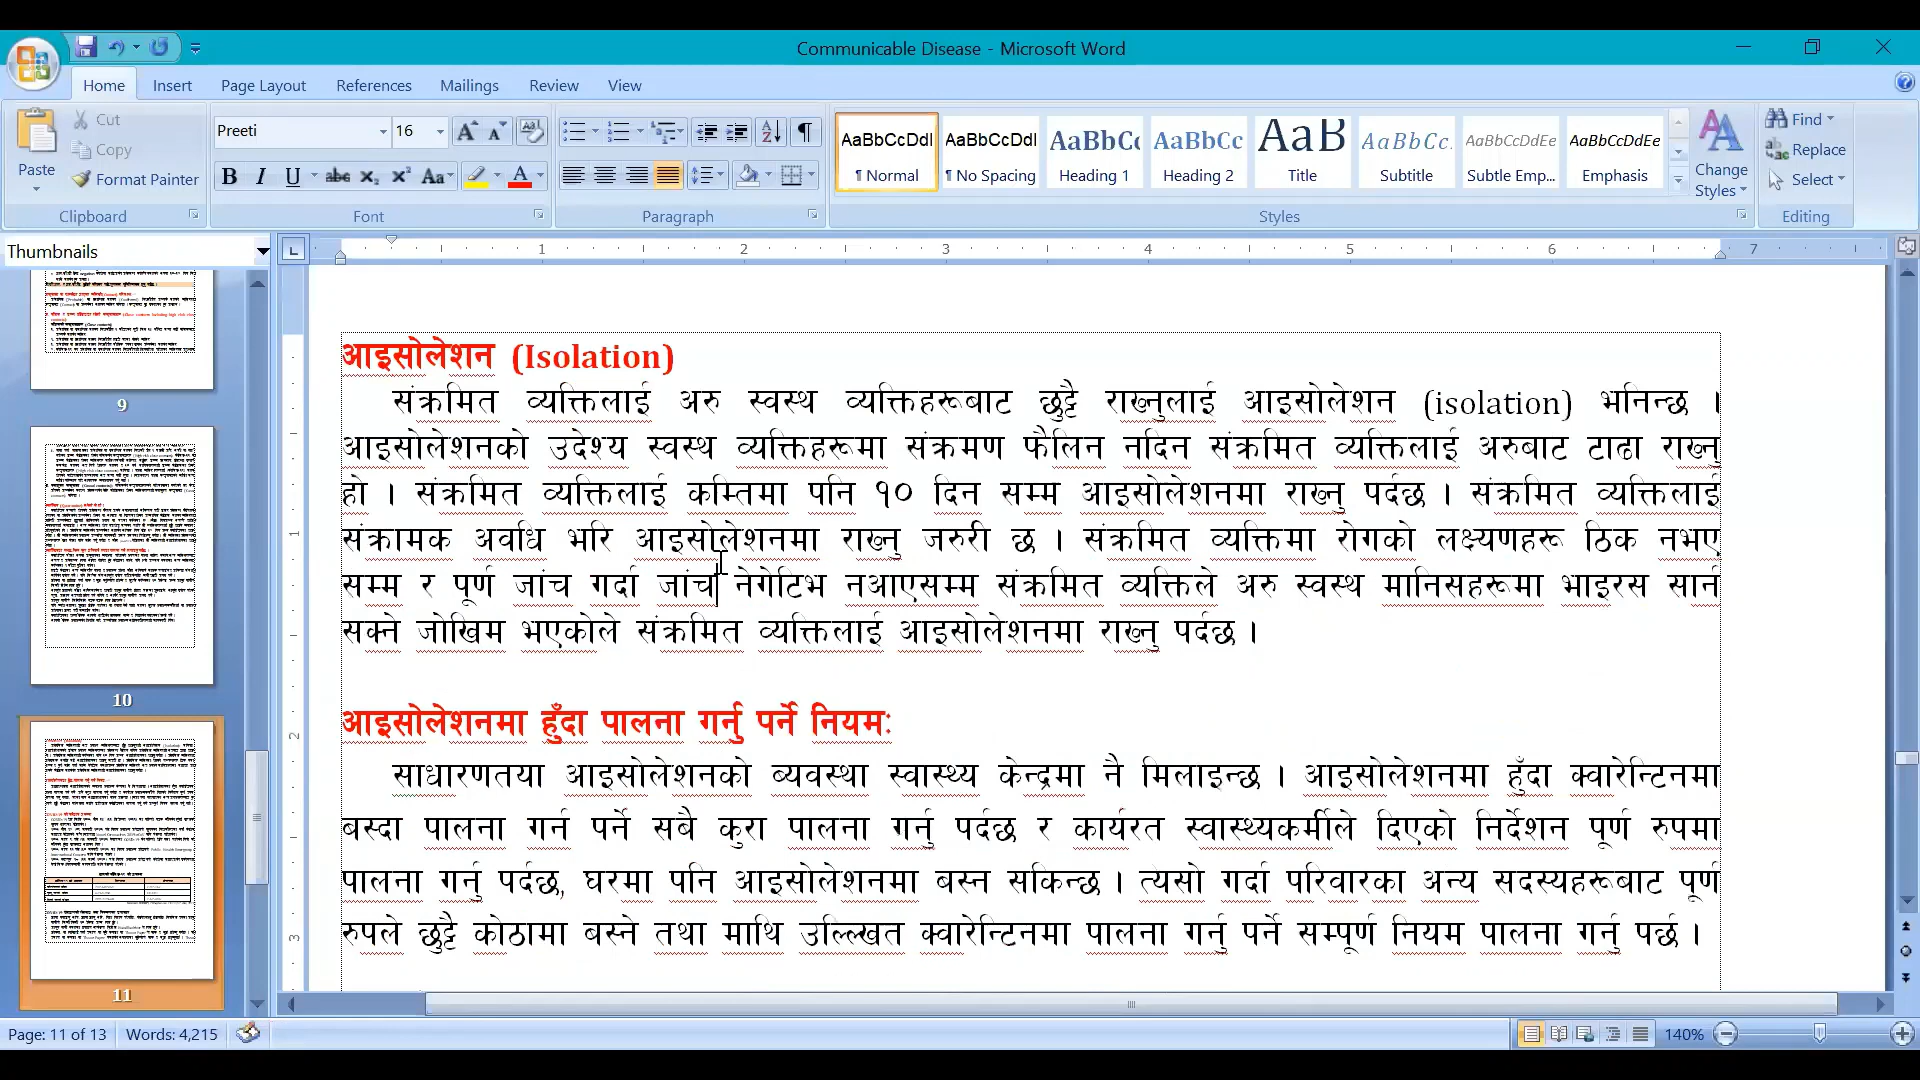 Communicable Disease - Microsoft Word
Home Insert Page Layout References Mailings Review View
Paste
Cut
Copy
Format Painter
Clipboard
Preeti 16
Font
Paragraph
AaBbCcDdI AaBbCcDdI AaBbCc AaBbCc AaB AaBbCc. AaBbCcDdEe AaBbCcDdEe
¶ Normal ¶ No Spacing Heading 1 Heading 2 Title Subtitle Subtle Emp... Emphasis
Change Styles
Styles
Find
Replace
Select
Editing
Thumbnails
1 2 3 4 5 6 7
9
10
11
आइसोलेशन (Isolation)
संक्रमित व्यक्तिलाई अरु स्वस्थ व्यक्तिहरूबाट छुट्टै राख्नुलाई आइसोलेशन (isolation) भनिन्छ ।
आइसोलेशनको उदेश्य स्वस्थ व्यक्तिहरूमा संक्रमण फैलिन नदिन संक्रमित व्यक्तिलाई अरुबाट टाढा राख्नु
हो । संक्रमित व्यक्तिलाई कम्तिमा पनि १० दिन सम्म आइसोलेशनमा राख्नु पर्दछ । संक्रमित व्यक्तिलाई
संक्रामक अवधि भरि आइसोलेशनमा राख्नु जरुरी छ । संक्रमित व्यक्तिमा रोगको लक्ष्यणहरू ठिक नभए
सम्म र पूर्ण जांच गर्दा जांच नेगेटिभ नआएसम्म संक्रमित व्यक्तिले अरु स्वस्थ मानिसहरूमा भाइरस सार्न
सक्ने जोखिम भएकोले संक्रमित व्यक्तिलाई आइसोलेशनमा राख्नु पर्दछ ।
आइसोलेशनमा हुँदा पालना गर्नु पर्ने नियमः
साधारणतया आइसोलेशनको ब्यवस्था स्वास्थ्य केन्द्रमा नै मिलाइन्छ । आइसोलेशनमा हुँदा क्वारेन्टिनमा
बस्दा पालना गर्न पर्ने सबै कुरा पालना गर्नु पर्दछ र कार्यरत स्वास्थ्यकर्मीले दिएको निर्देशन पूर्ण रुपमा
पालना गर्नु पर्दछ, घरमा पनि आइसोलेशनमा बस्न सकिन्छ । त्यसो गर्दा परिवारका अन्य सदस्यहरूबाट पूर्ण
रुपले छुट्टै कोठामा बस्ने तथा माथि उल्लिखित क्वारेन्टिनमा पालना गर्नु पर्ने सम्पूर्ण नियम पालना गर्नु पर्छ ।
Page: 11 of 13 Words: 4,215 140%